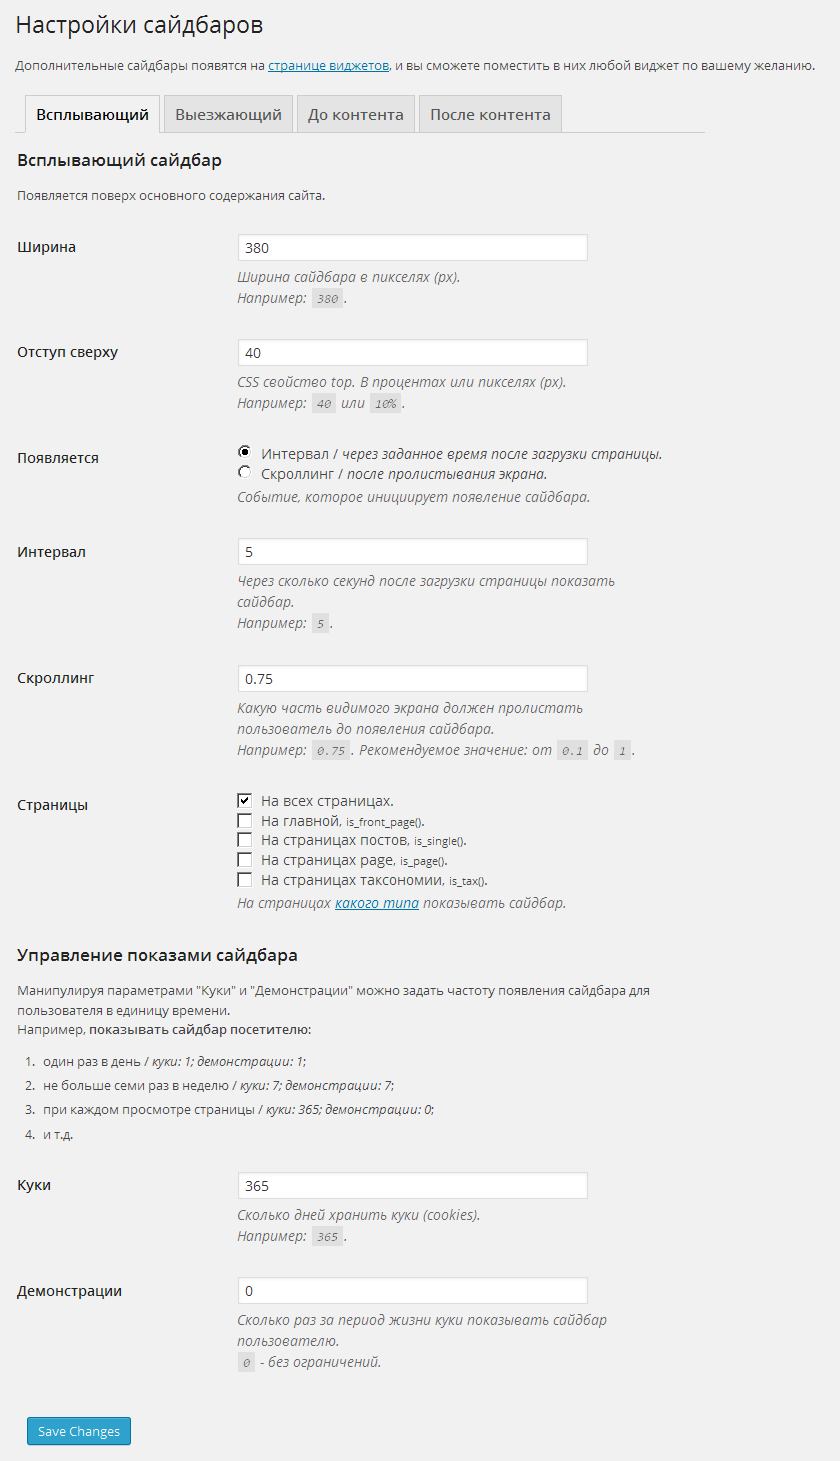 Настройки сайдбаров
Дополнительные сайдбары появятся на странице виджетов, и вы сможете поместить в них любой виджет по вашему желанию.
Всплывающий
Выезжающий
До контента
После контента
Всплывающий сайдбар
Появляется поверх основного содержания сайта.
Ширина
380
Ширина сайдбара в пикселях (px).
Например: 380.
Отступ сверху
40
CSS свойство top. В процентах или пикселях (px).
Например: 40 или 10%.
Появляется
Интервал / через заданное время после загрузки страницы.
Скроллинг / после пролистывания экрана.
Событие, которое инициирует появление сайдбара.
Интервал
5
Через сколько секунд после загрузки страницы показать
сайдбар.
Например: 5.
Скроллинг
0.75
Какую часть видимого экрана должен пролистать
пользователь до появления сайдбара.
Например: 0.75. Рекомендуемое значение: от 0.1 до 1.
Страницы
На всех страницах.
На главной, is_front_page().
На страницах постов, is_single().
На страницах page, is_page().
На страницах таксономии, is_tax().
На страницах какого типа показывать сайдбар.
Управление показами сайдбара
Манипулируя параметрами "Куки" и "Демонстрации" можно задать частоту появления сайдбара для
пользователя в единицу времени.
Например, показывать сайдбар посетителю:
1. один раз в день / куки: 1; демонстрации: 1;
2. не больше семи раз в неделю / куки: 7; демонстрации: 7;
3. при каждом просмотре страницы / куки: 365; демонстрации: 0;
4. и т.д.
Куки
365
Сколько дней хранить куки (cookies).
Например: 365.
Демонстрации
0
Сколько раз за период жизни куки показывать сайдбар
пользователю.
0 - без ограничений.
Save Changes